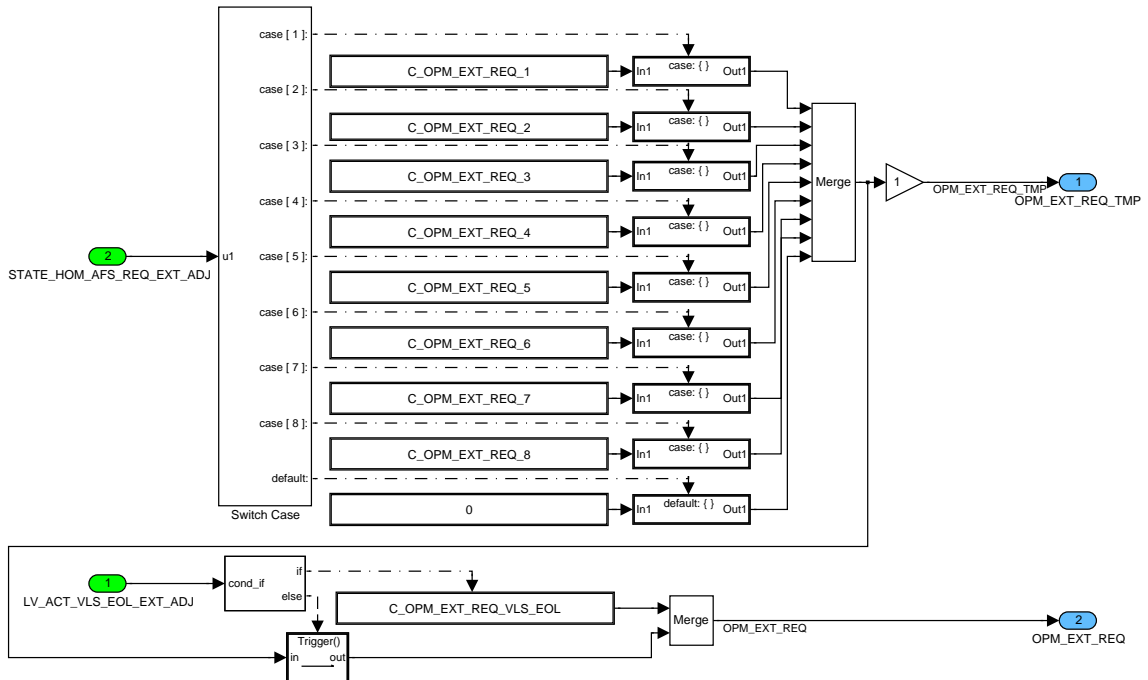 case [ 1 ]:
case: { }
C_OPM_EXT_REQ_1
In1
Out1
case [ 2 ]:
case: { }
C_OPM_EXT_REQ_2
In1
Out1
case [ 3 ]:
case: { }
C_OPM_EXT_REQ_3
In1
Out1
Merge
1
OPM_EXT_REQ_TMP
1
OPM_EXT_REQ_TMP
case [ 4 ]:
case: { }
C_OPM_EXT_REQ_4
In1
Out1
2
STATE_HOM_AFS_REQ_EXT_ADJ
u1
case [ 5 ]:
case: { }
C_OPM_EXT_REQ_5
In1
Out1
case [ 6 ]:
case: { }
C_OPM_EXT_REQ_6
In1
Out1
case [ 7 ]:
case: { }
C_OPM_EXT_REQ_7
In1
Out1
case [ 8 ]:
case: { }
C_OPM_EXT_REQ_8
In1
Out1
default:
default: { }
0
In1
Out1
Switch Case
1
LV_ACT_VLS_EOL_EXT_ADJ
cond_if
if
else
C_OPM_EXT_REQ_VLS_EOL
Merge
OPM_EXT_REQ
2
OPM_EXT_REQ
Trigger()
in
out